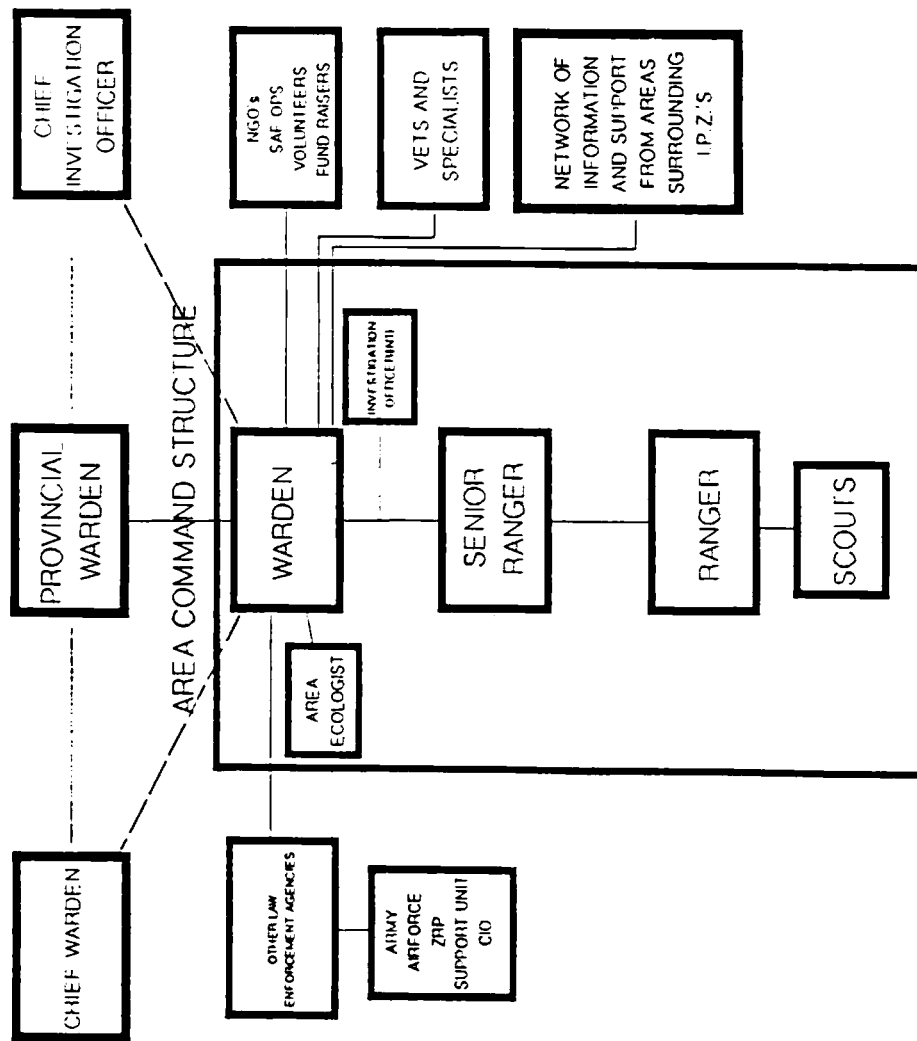 CHIEF WARDEN
PROVINCIAL
WARDEN
CHIEF
INVESTIGATION
OFFICER
AREA COMMAND STRUCTURE
OTHER LAW
ENFORCEMENT AGENCIES
ARMY
AIRFORCE
ZRP
SUPPORT UNIT
CIO
AREA
ECOLOGIST
WARDEN
INVESTIGATION
NGO's
SAF OPS
VOLUNTEERS
FUND RAISERS
VETS AND
SPECIALISTS
NETWORK OF
INFORMATION
AND SUPPORT
FROM AREAS
SURROUNDING
I.P.Z.'S
SENIOR
RANGER
RANGER
SCOUTS